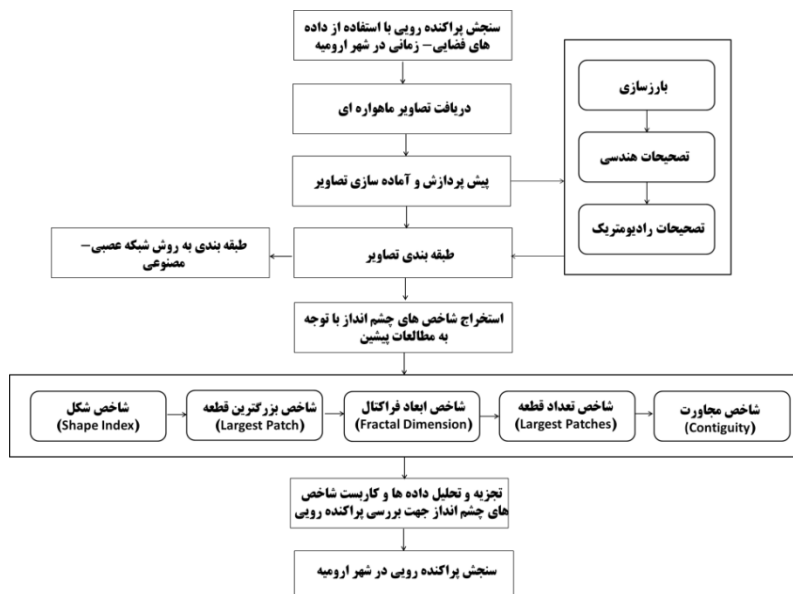 سنجش پراکنده رویی با استفاده از داده
های فضایی- زمانی در شهر ارومیه
دریافت تصاویر ماهواره ای
پیش پردازش و آماده سازی تصاویر
بارزسازی
تصحیحات هندسی
تصحیحات رادیومتریک
طبقه بندی تصاویر
طبقه بندی به روش شبکه عصبی-
مصنوعی
استخراج شاخص های چشم انداز با توجه
به مطالعات پیشین
شاخص شکل
(Shape Index)
شاخص بزرگترین قطعه
(Largest Patch)
شاخص ابعاد فراکتال
(Fractal Dimension)
شاخص تعداد قطعه
(Largest Patches)
شاخص مجاورت
(Contiguity)
تجزیه و تحلیل داده ها و کاربست شاخص
های چشم انداز جهت بررسی پراکنده رویی
سنجش پراکنده رویی در شهر ارومیه